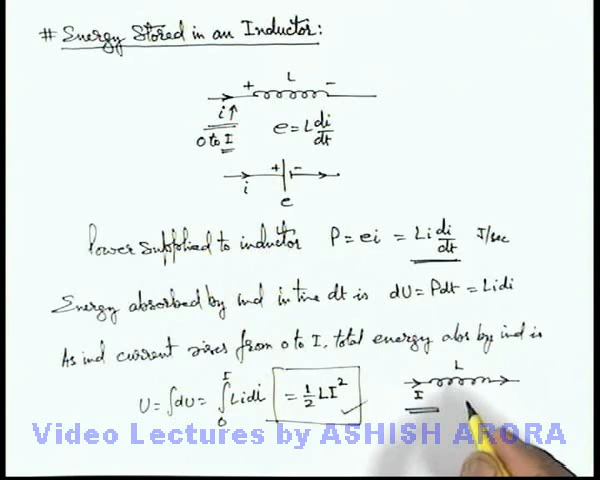 # Energy Stored in an Inductor:
L
+ -
i↑
0 to I
e = L di/dt
+ -
i
e
Power supplied to inductor P = ei = Li di/dt J/sec
Energy absorbed by ind in time dt is dU = Pdt = Lidi
As ind current rises from 0 to I, total energy abs by ind is
U = ∫dU = ∫₀ᴵ Lidi = ½ LI² ✓
L
I
Video Lectures by ASHISH ARORA